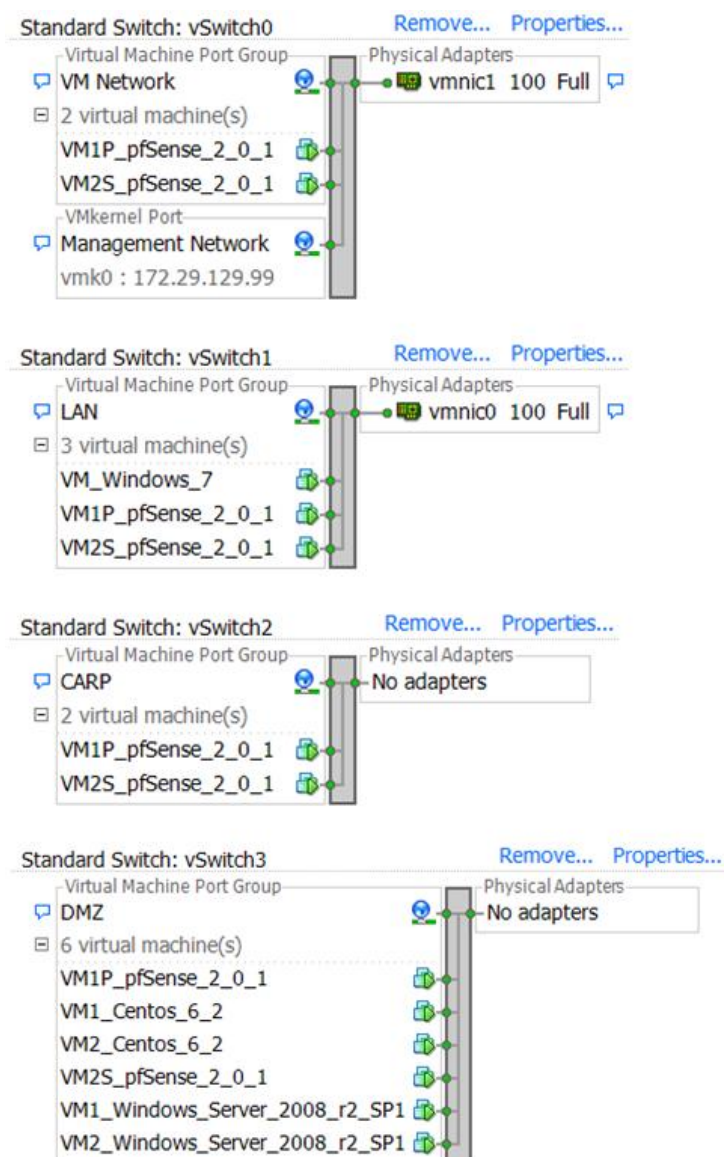 Standard Switch: vSwitch0 Remove... Properties...
Virtual Machine Port Group Physical Adapters
VM Network vmnic1 100 Full
2 virtual machine(s)
VM1P_pfSense_2_0_1
VM2S_pfSense_2_0_1
VMkernel Port
Management Network
vmk0 : 172.29.129.99
Standard Switch: vSwitch1 Remove... Properties...
Virtual Machine Port Group Physical Adapters
LAN vmnic0 100 Full
3 virtual machine(s)
VM_Windows_7
VM1P_pfSense_2_0_1
VM2S_pfSense_2_0_1
Standard Switch: vSwitch2 Remove... Properties...
Virtual Machine Port Group Physical Adapters
CARP No adapters
2 virtual machine(s)
VM1P_pfSense_2_0_1
VM2S_pfSense_2_0_1
Standard Switch: vSwitch3 Remove... Properties...
Virtual Machine Port Group Physical Adapters
DMZ No adapters
6 virtual machine(s)
VM1P_pfSense_2_0_1
VM1_Centos_6_2
VM2_Centos_6_2
VM2S_pfSense_2_0_1
VM1_Windows_Server_2008_r2_SP1
VM2_Windows_Server_2008_r2_SP1